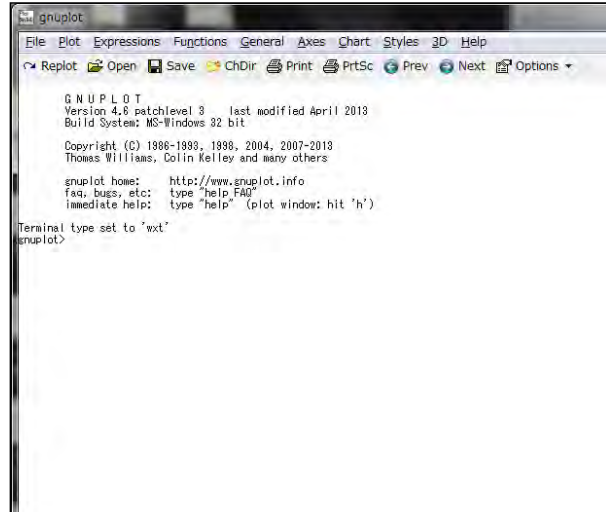 gnuplot
File Plot Expressions Functions General Axes Chart Styles 3D Help
Replot Open Save ChDir Print PrtSc Prev Next Options
G N U P L O T
Version 4.6 patchlevel 3 last modified April 2013
Build System: MS-Windows 32 bit
Copyright (C) 1986-1993, 1998, 2004, 2007-2013
Thomas Williams, Colin Kelley and many others
gnuplot home: http://www.gnuplot.info
faq, bugs, etc: type "help FAQ"
immediate help: type "help" (plot window: hit 'h')
Terminal type set to 'wxt'
gnuplot>